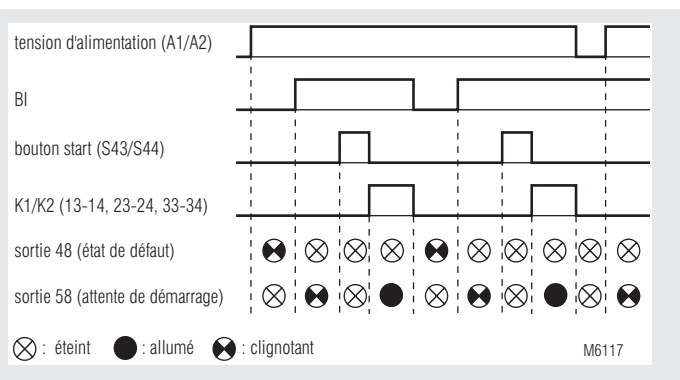 tension d'alimentation (A1/A2)
BI
bouton start (S43/S44)
K1/K2 (13-14, 23-24, 33-34)
sortie 48 (état de défaut)
sortie 58 (attente de démarrage)
: éteint : allumé : clignotant
M6117